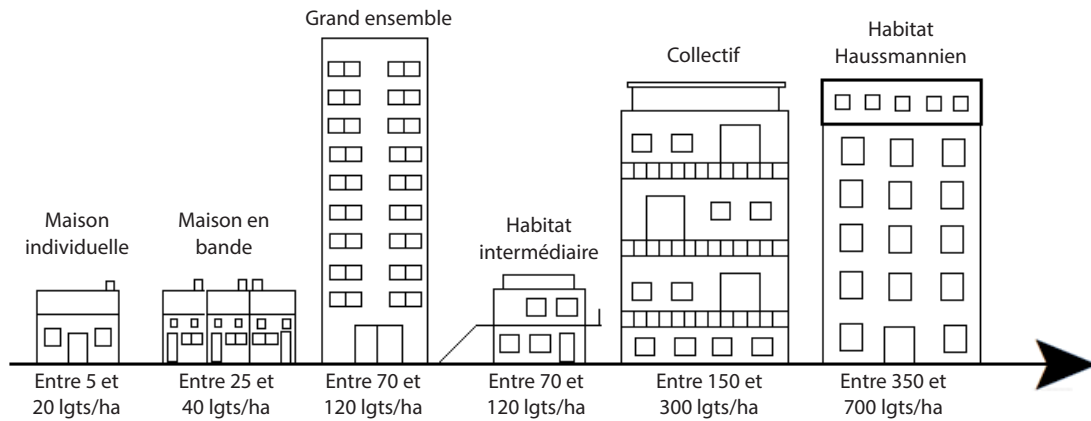 Maison
individuelle
Maison en
bande
Grand ensemble
Habitat
intermédiaire
Collectif
Habitat
Haussmannien
Entre 5 et
20 lgts/ha
Entre 25 et
40 lgts/ha
Entre 70 et
120 lgts/ha
Entre 70 et
120 lgts/ha
Entre 150 et
300 lgts/ha
Entre 350 et
700 lgts/ha